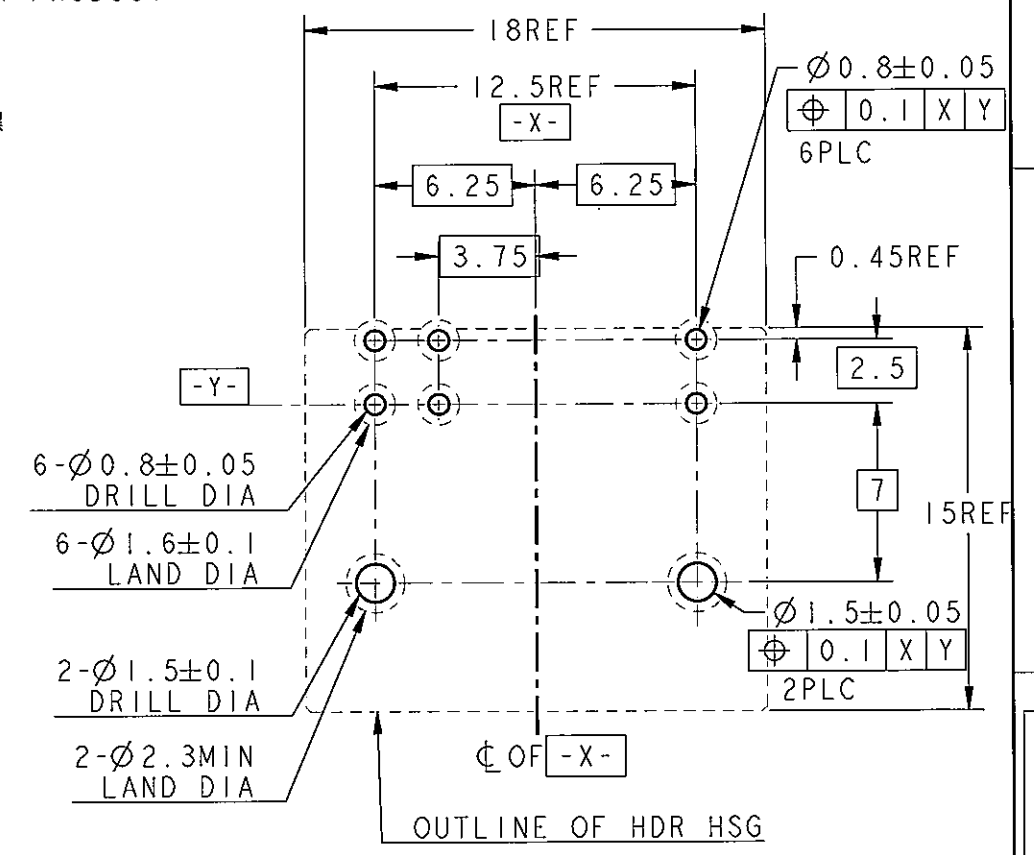 18REF
12.5REF
-X-
Ø0.8±0.05
⌖ 0.1 X Y
6PLC
6.25
6.25
3.75
0.45REF
2.5
-Y-
6-Ø0.8±0.05
DRILL DIA
7
15REF
6-Ø1.6±0.1
LAND DIA
Ø1.5±0.05
⌖ 0.1 X Y
2PLC
2-Ø1.5±0.1
DRILL DIA
2-Ø2.3MIN
LAND DIA
℄ OF -X-
OUTLINE OF HDR HSG